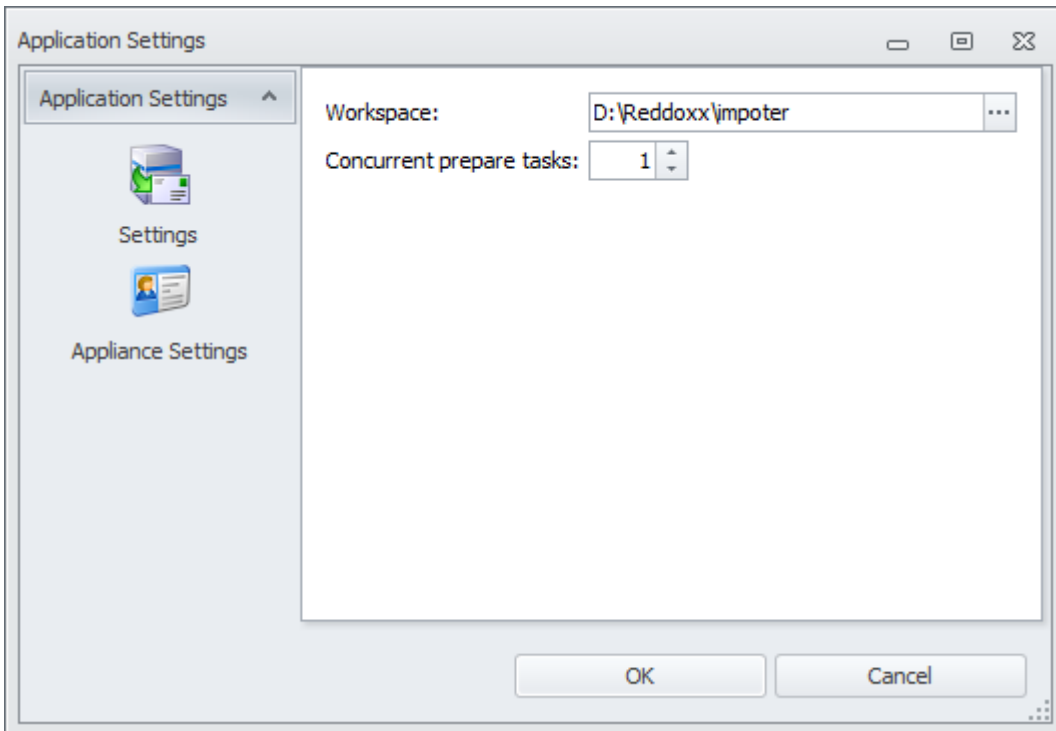 Application Settings
Application Settings
Settings
Appliance Settings
Workspace: D:\Reddoxx\impoter ...
Concurrent prepare tasks: 1
OK Cancel